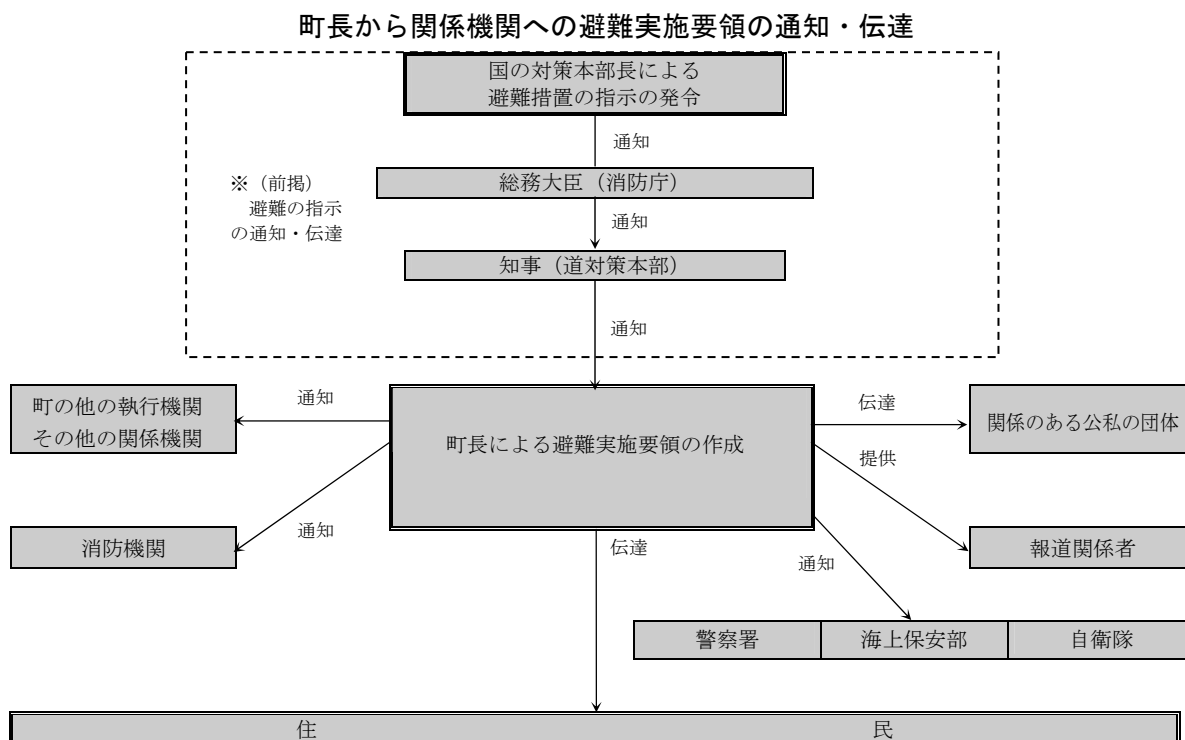 町長から関係機関への避難実施要領の通知・伝達
国の対策本部長による
避難措置の指示の発令
通知
総務大臣（消防庁）
※（前掲）
避難の指示
の通知・伝達
通知
知事（道対策本部）
通知
町の他の執行機関
その他の関係機関
通知
町長による避難実施要領の作成
伝達
関係のある公私の団体
提供
消防機関
通知
伝達
通知
報道関係者
警察署
海上保安部
自衛隊
住民